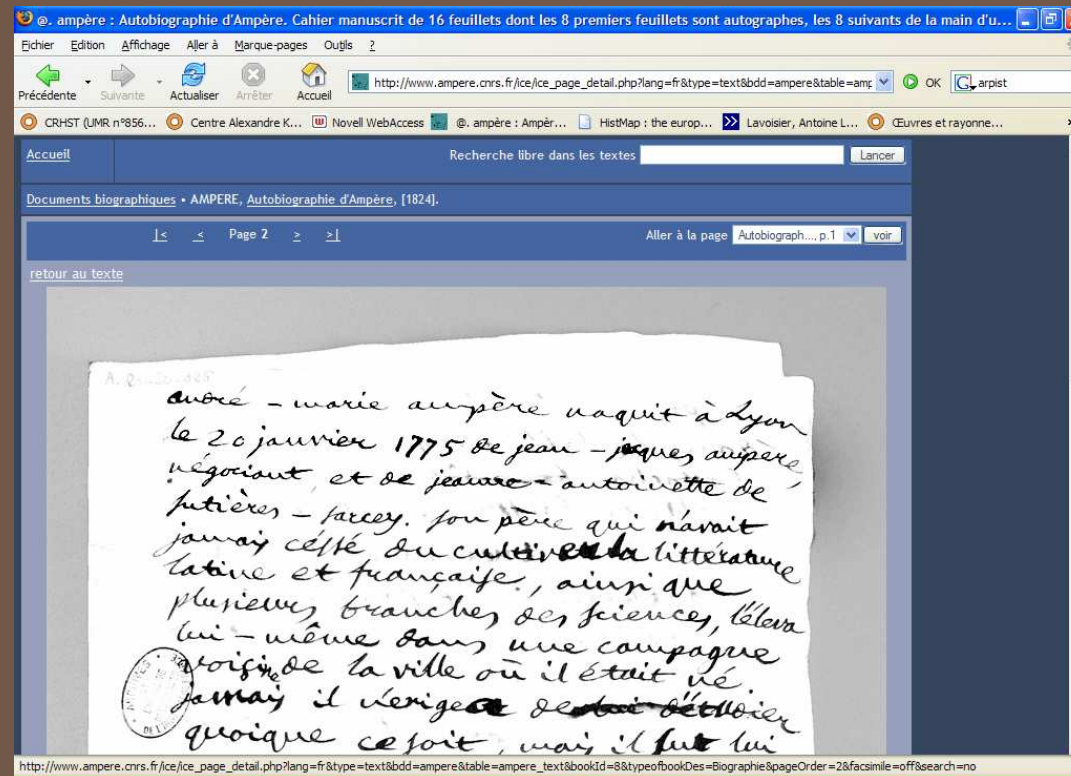 @. ampère : Autobiographie d'Ampère. Cahier manuscrit de 16 feuillets dont les 8 premiers feuillets sont autographes, les 8 suivants de la main d'u...
Fichier Edition Affichage Aller à Marque-pages Outils ?
Précédente Suivante Actualiser Arrêter Accueil http://www.ampere.cnrs.fr/ice/ice_page_detail.php?lang=fr&type=text&bdd=ampere&table=amp OK arpist
CRHST (UMR n°856... Centre Alexandre K... Novell WebAccess @. ampère : Ampèr... HistMap : the europ... Lavoisier, Antoine L... Œuvres et rayonne...
Accueil Recherche libre dans les textes Lancer
Documents biographiques • AMPERE, Autobiographie d'Ampère, [1824].
|< < Page 2 > >| Aller à la page Autobiograph..., p.1 voir
retour au texte
andré - marie ampère naquit à Lyon
le 20 janvier 1775 de jean - jaques ampère,
négociant, et de jeanne - antoinette de
sutières - sarcey. son père qui n'avait
jamais céssé du cultiver la littérature
latine et française, ainsi que
plusieurs branches des sciences, l'éleva
lui - même dans une campagne
voisine de la ville où il était né.
jamais il n'exigea d'étudier
quoique ce soit, mais il sut lui
http://www.ampere.cnrs.fr/ice/ice_page_detail.php?lang=fr&type=text&bdd=ampere&table=ampere_text&bookId=8&typeofbookDes=Biographie&pageOrder=2&facsimile=off&search=no